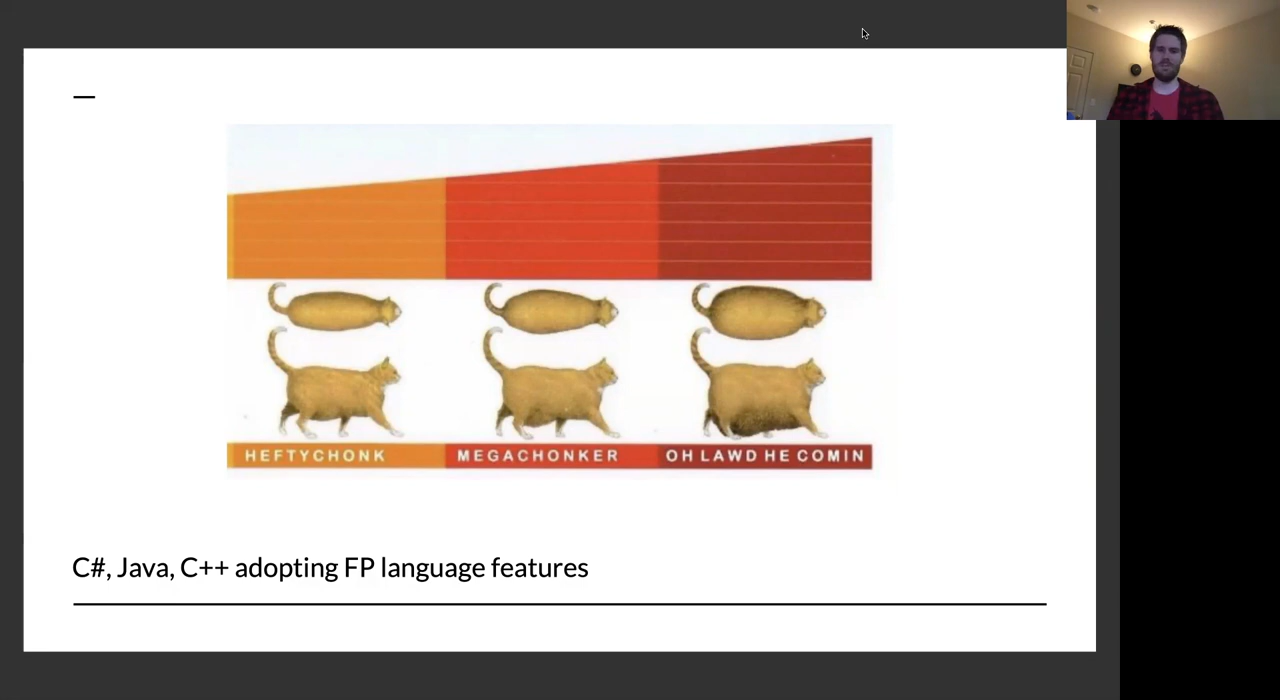 HEFTYCHONK
MEGACHONKER
OH LAWD HE COMIN
C#, Java, C++ adopting FP language features